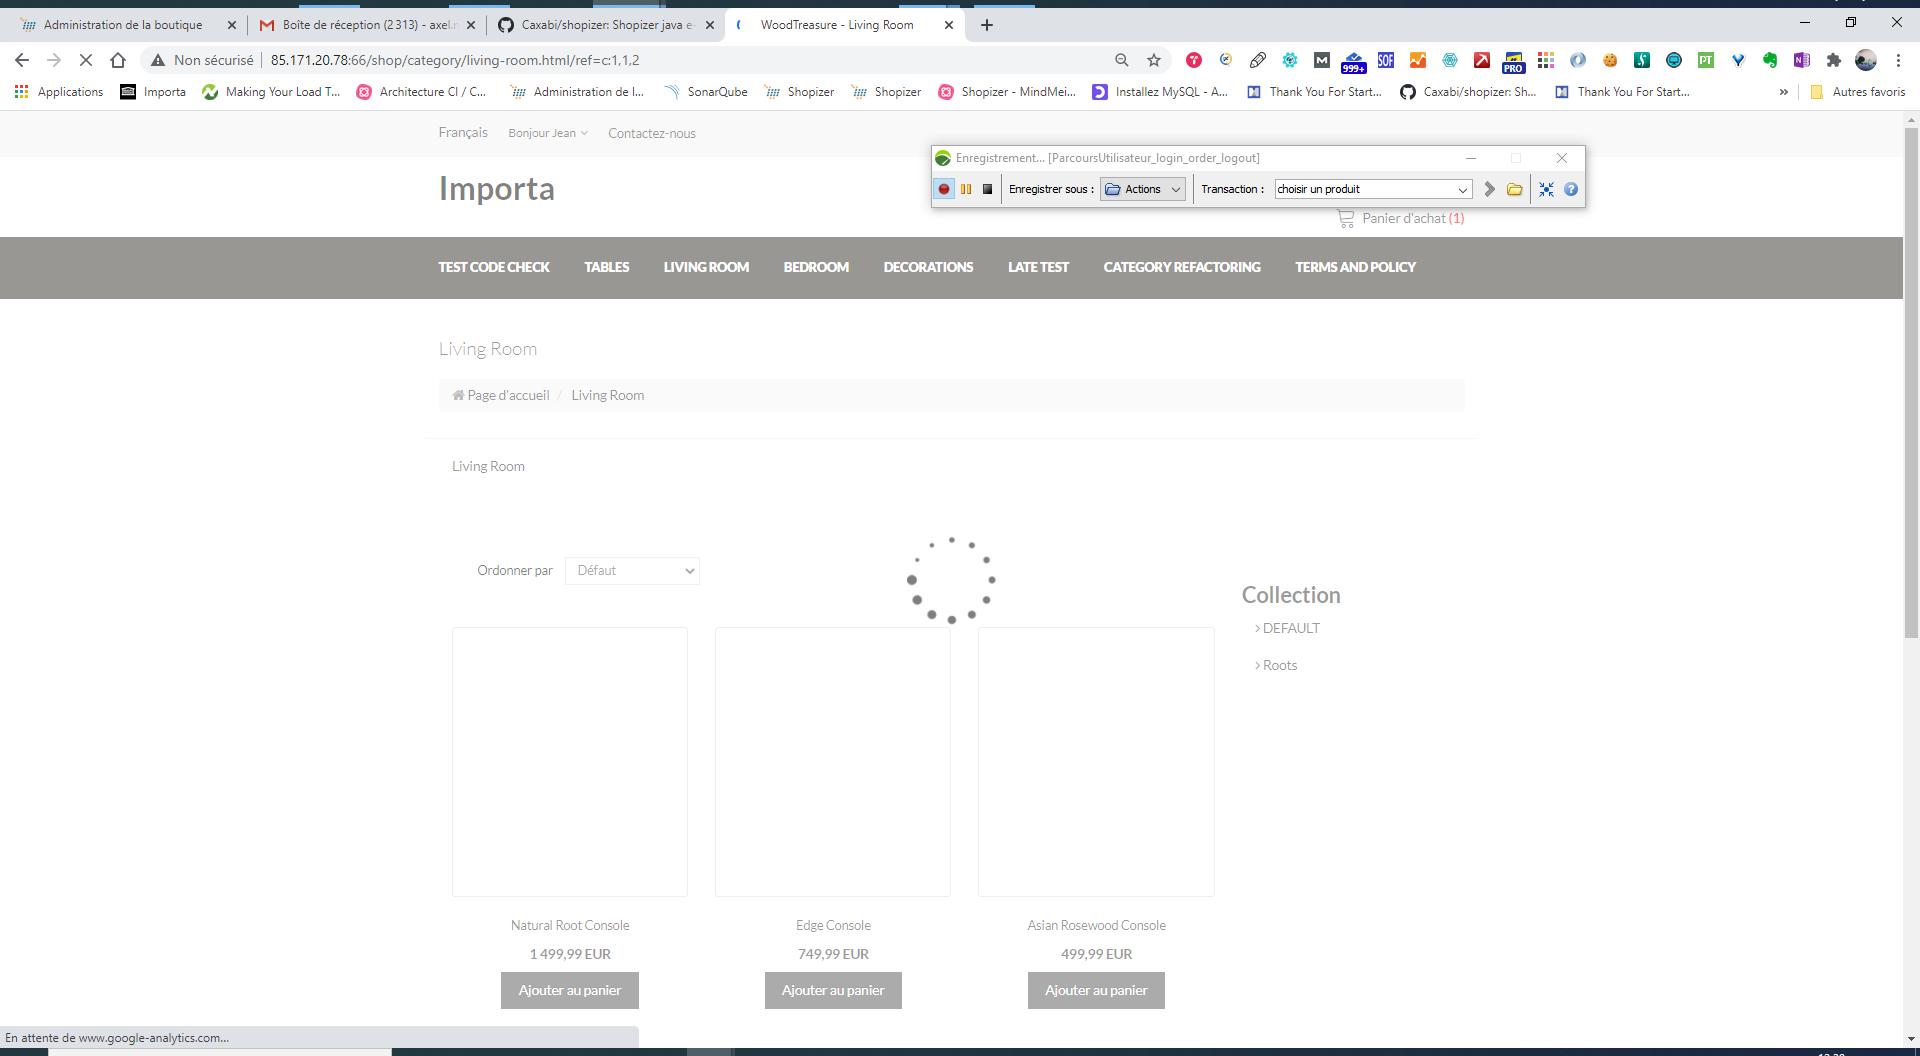 Administration de la boutique
Boîte de réception (2 313) - axel.r
Caxabi/shopizer: Shopizer java e-
WoodTreasure - Living Room
Non sécurisé
85.171.20.78:66/shop/category/living-room.html/ref=c:1,1,2
M
999+
SOF
PRO
PT
Applications
Importa
Making Your Load T...
Architecture CI / C...
Administration de l...
SonarQube
Shopizer
Shopizer
Shopizer - MindMei...
Installez MySQL - A...
Thank You For Start...
Caxabi/shopizer: Sh...
Thank You For Start...
»
Autres favoris
Français
Bonjour Jean
Contactez-nous
Enregistrement... [ParcoursUtilisateur_login_order_logout]
Enregistrer sous :
Actions
Transaction :
choisir un produit
Importa
Panier d'achat (1)
TEST CODE CHECK
TABLES
LIVING ROOM
BEDROOM
DECORATIONS
LATE TEST
CATEGORY REFACTORING
TERMS AND POLICY
Living Room
Page d'accueil / Living Room
Living Room
Ordonner par
Défaut
Collection
> DEFAULT
> Roots
Natural Root Console
Edge Console
Asian Rosewood Console
1 499,99 EUR
749,99 EUR
499,99 EUR
Ajouter au panier
Ajouter au panier
Ajouter au panier
En attente de www.google-analytics.com...